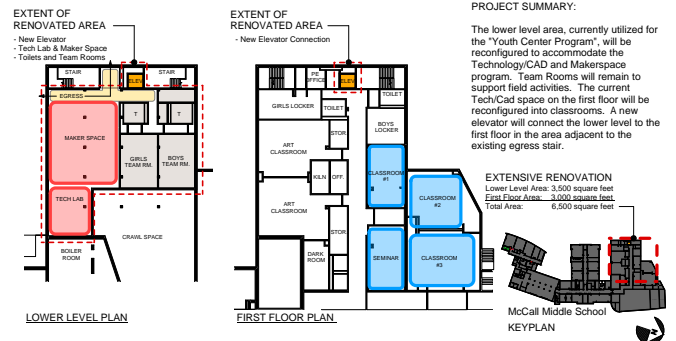 EXTENT OF
RENOVATED AREA
- New Elevator
- Tech Lab & Maker Space
- Toilets and Team Rooms
STAIR
ELEV
STAIR
EGRESS
MAKER SPACE
T
T
GIRLS
TEAM RM.
BOYS
TEAM RM.
TECH LAB
CRAWL SPACE
BOILER
ROOM
LOWER LEVEL PLAN
EXTENT OF
RENOVATED AREA
- New Elevator Connection
PE
OFFICE
ELEV
TOILET
GIRLS LOCKER
TOILET
STOR.
BOYS
LOCKER
ART
CLASSROOM
KILN
OFF.
CLASSROOM
#1
CLASSROOM
#2
ART
CLASSROOM
STOR.
DARK
ROOM
SEMINAR
CLASSROOM
#3
FIRST FLOOR PLAN
PROJECT SUMMARY:
The lower level area, currently utilized for
the "Youth Center Program", will be
reconfigured to accommodate the
Technology/CAD and Makerspace
program. Team Rooms will remain to
support field activities. The current
Tech/Cad space on the first floor will be
reconfigured into classrooms. A new
elevator will connect the lower level to the
first floor in the area adjacent to the
existing egress stair.
EXTENSIVE RENOVATION
Lower Level Area: 3,500 square feet
First Floor Area: 3,000 square feet
Total Area: 6,500 square feet
McCall Middle School
KEYPLAN
N